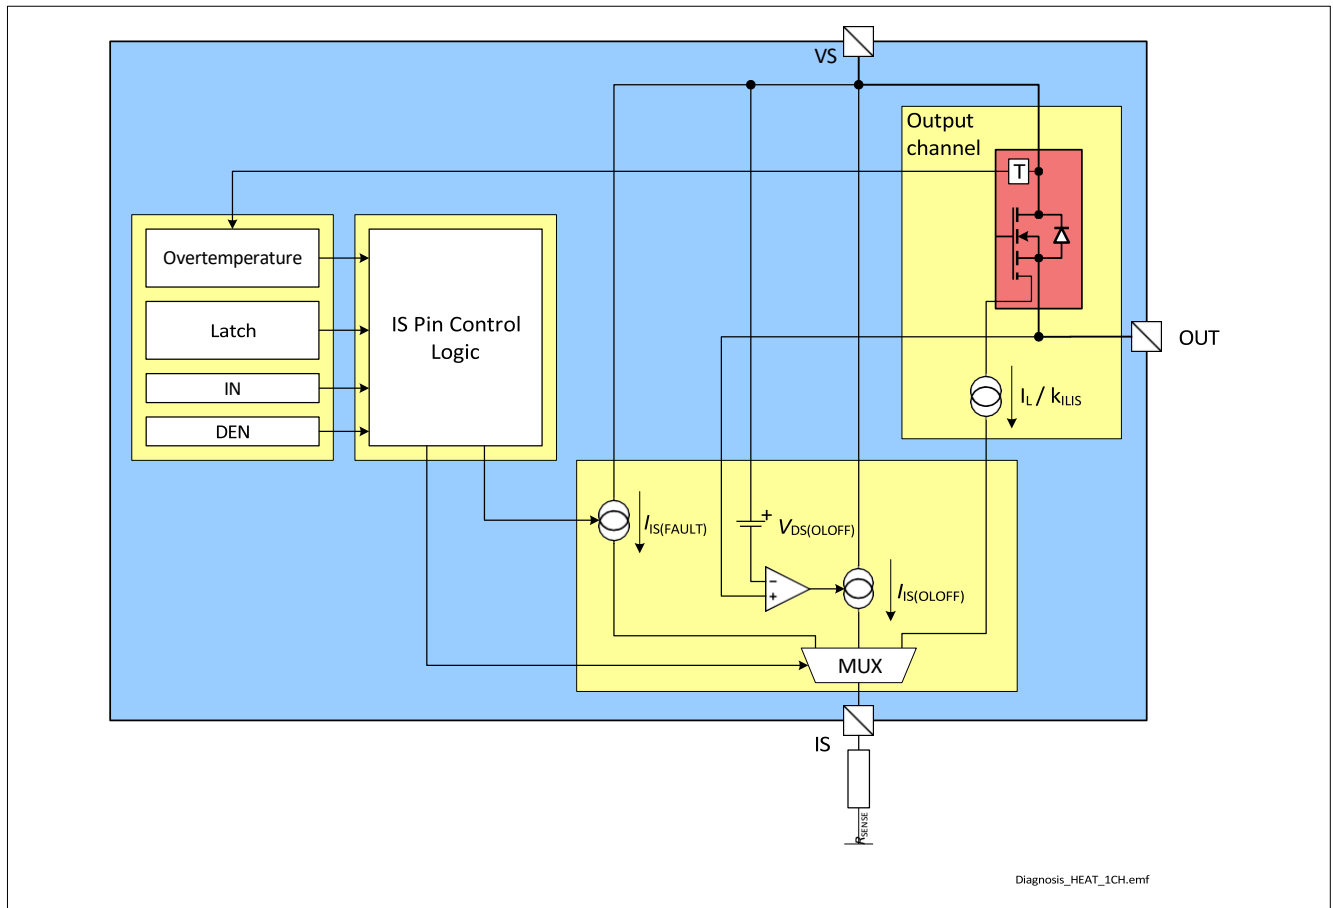 VS
Output
channel
T
Overtemperature
Latch
IN
DEN
IS Pin Control
Logic
OUT
IL / kILIS
IIS(FAULT)
+
VDS(OLOFF)
−
+
IIS(OLOFF)
MUX
IS
RSENSE
Diagnosis_HEAT_1CH.emf